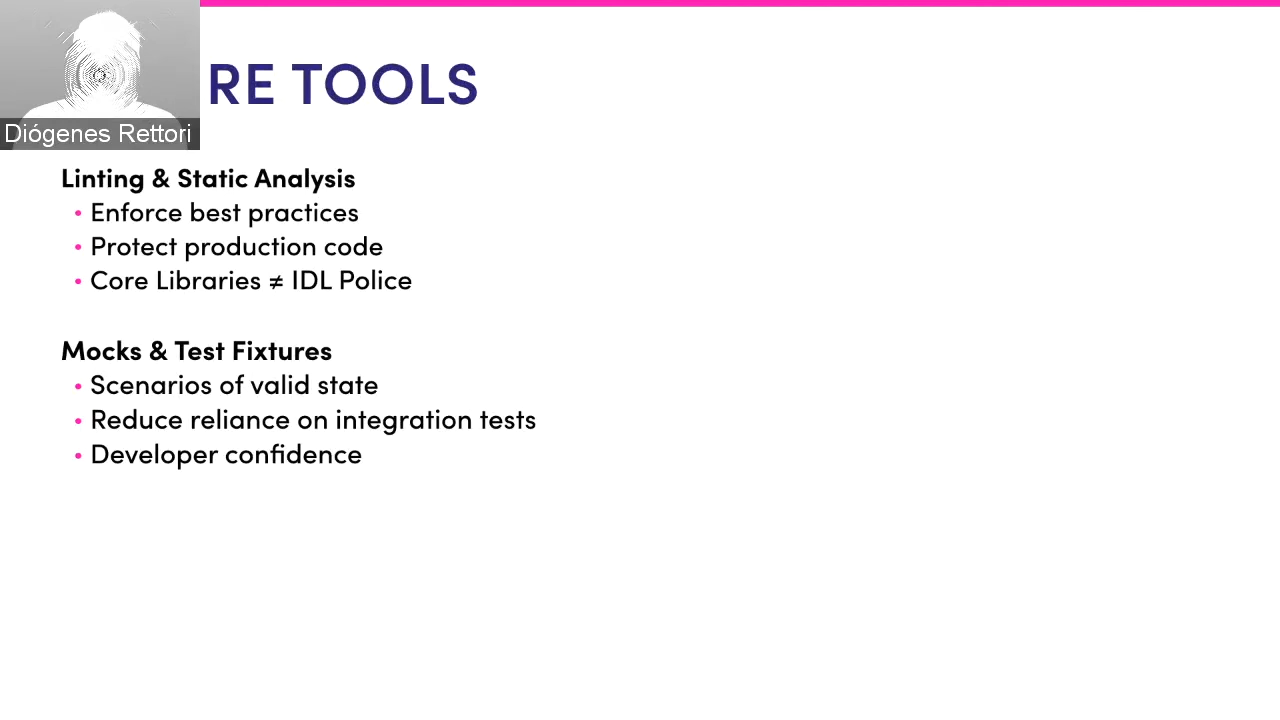 RE TOOLS
Diógenes Rettori
Linting & Static Analysis
• Enforce best practices
• Protect production code
• Core Libraries ≠ IDL Police
Mocks & Test Fixtures
• Scenarios of valid state
• Reduce reliance on integration tests
• Developer confidence